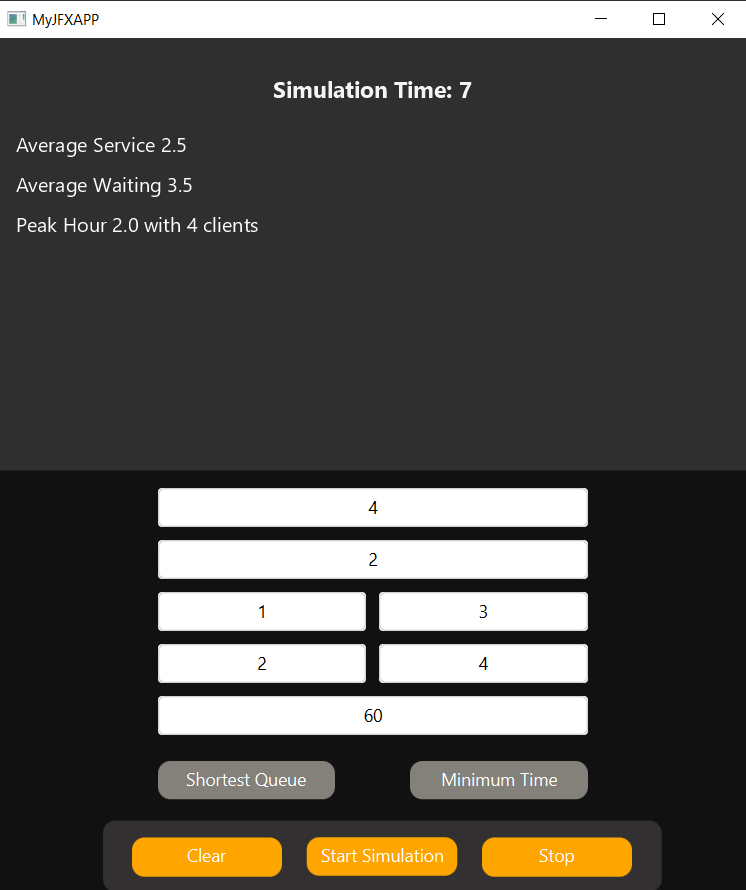 MyJFXAPP
Simulation Time: 7
Average Service 2.5
Average Waiting 3.5
Peak Hour 2.0 with 4 clients
4
2
1 3
2 4
60
Shortest Queue Minimum Time
Clear Start Simulation Stop